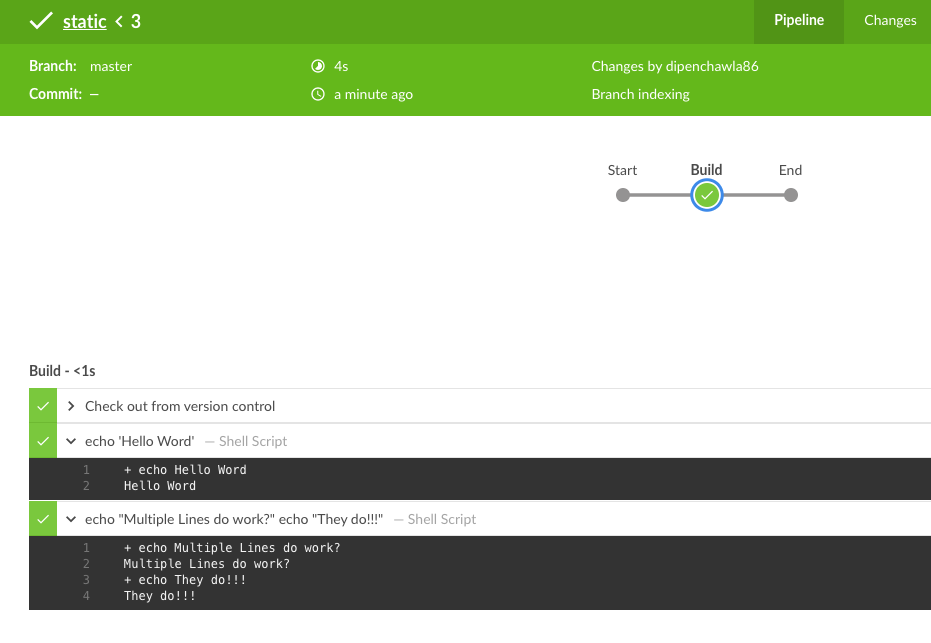 static < 3 Pipeline Changes
Branch: master 4s Changes by dipenchawla86
Commit: – a minute ago Branch indexing
Start Build End
Build - <1s
Check out from version control
echo 'Hello Word' – Shell Script
1 + echo Hello Word
2 Hello Word
echo "Multiple Lines do work?" echo "They do!!!" – Shell Script
1 + echo Multiple Lines do work?
2 Multiple Lines do work?
3 + echo They do!!!
4 They do!!!